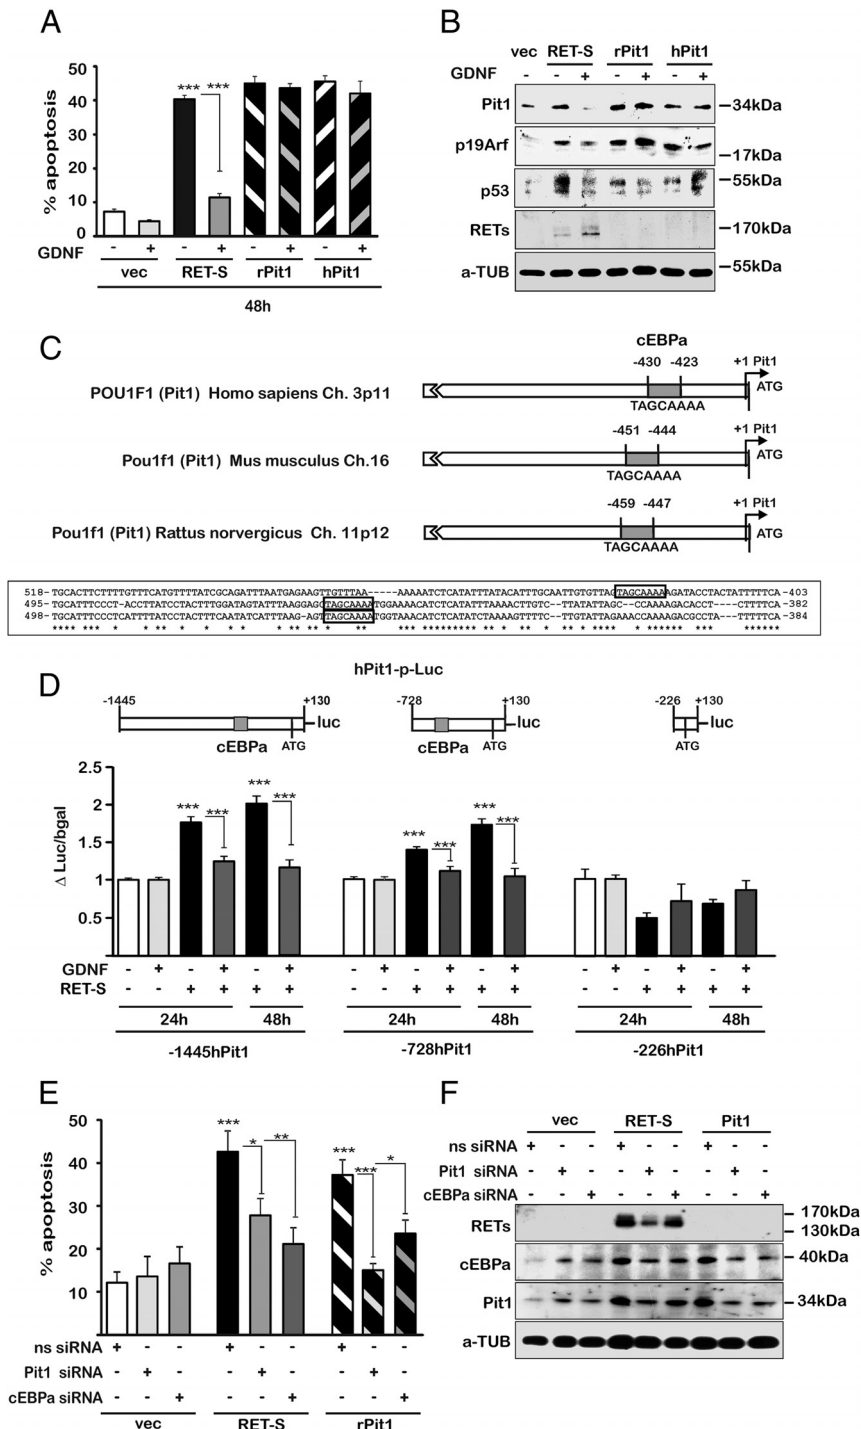 A
50
40
30
20
10
0
% apoptosis
*** ***
GDNF - + - + - + - +
vec RET-S rPit1 hPit1
48h
B
vec RET-S rPit1 hPit1
GDNF - - + - + - +
Pit1 –34kDa
p19Arf –17kDa
p53 –55kDa
RETs –170kDa
a-TUB –55kDa
C
cEBPa
-430 -423 +1 Pit1
POU1F1 (Pit1) Homo sapiens Ch. 3p11 ATG
TAGCAAAA
-451 -444 +1 Pit1
Pou1f1 (Pit1) Mus musculus Ch.16 ATG
TAGCAAAA
-459 -447 +1 Pit1
Pou1f1 (Pit1) Rattus norvergicus Ch. 11p12 ATG
TAGCAAAA
518- -403
495- -382
498- -384
D
hPit1-p-Luc
-1445 +130 -728 +130 -226 +130
luc luc luc
cEBPa ATG cEBPa ATG ATG
2.5
2
1.5
1
0.5
Δ Luc/bgal
*** *** *** *** *** *** *** ***
GDNF - + - + - + - + - + - + - + - + - +
RET-S - - + + + + - - + + + + - - + + + +
24h 48h 24h 48h 24h 48h
-1445hPit1 -728hPit1 -226hPit1
E
50
40
30
20
10
% apoptosis
*** * ** *** *** *
ns siRNA + - - + - - + - -
Pit1 siRNA - + - - + - - + -
cEBPa siRNA - - + - - + - - +
vec RET-S rPit1
F
vec RET-S Pit1
ns siRNA + - - + - - + - -
Pit1 siRNA - + - - + - - + -
cEBPa siRNA - - + - - + - - +
RETs – 170kDa
– 130kDa
cEBPa – 40kDa
Pit1 – 34kDa
a-TUB